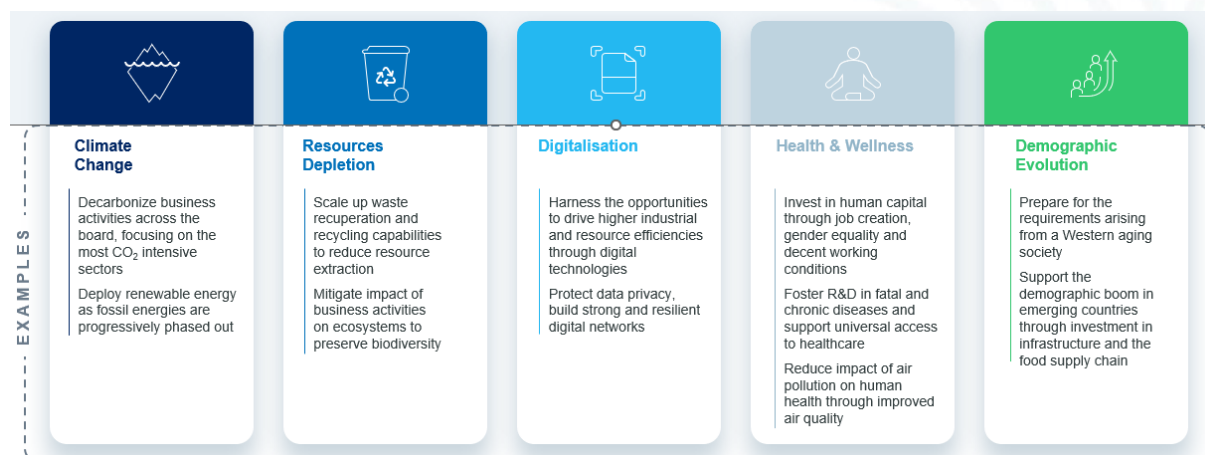 EXAMPLES
Climate
Change
Decarbonize business
activities across the
board, focusing on the
most CO₂ intensive
sectors
Deploy renewable energy
as fossil energies are
progressively phased out
Resources
Depletion
Scale up waste
recuperation and
recycling capabilities
to reduce resource
extraction
Mitigate impact of
business activities
on ecosystems to
preserve biodiversity
Digitalisation
Harness the opportunities
to drive higher industrial
and resource efficiencies
through digital
technologies
Protect data privacy,
build strong and resilient
digital networks
Health & Wellness
Invest in human capital
through job creation,
gender equality and
decent working
conditions
Foster R&D in fatal and
chronic diseases and
support universal access
to healthcare
Reduce impact of air
pollution on human
health through improved
air quality
Demographic
Evolution
Prepare for the
requirements arising
from a Western aging
society
Support the
demographic boom in
emerging countries
through investment in
infrastructure and the
food supply chain